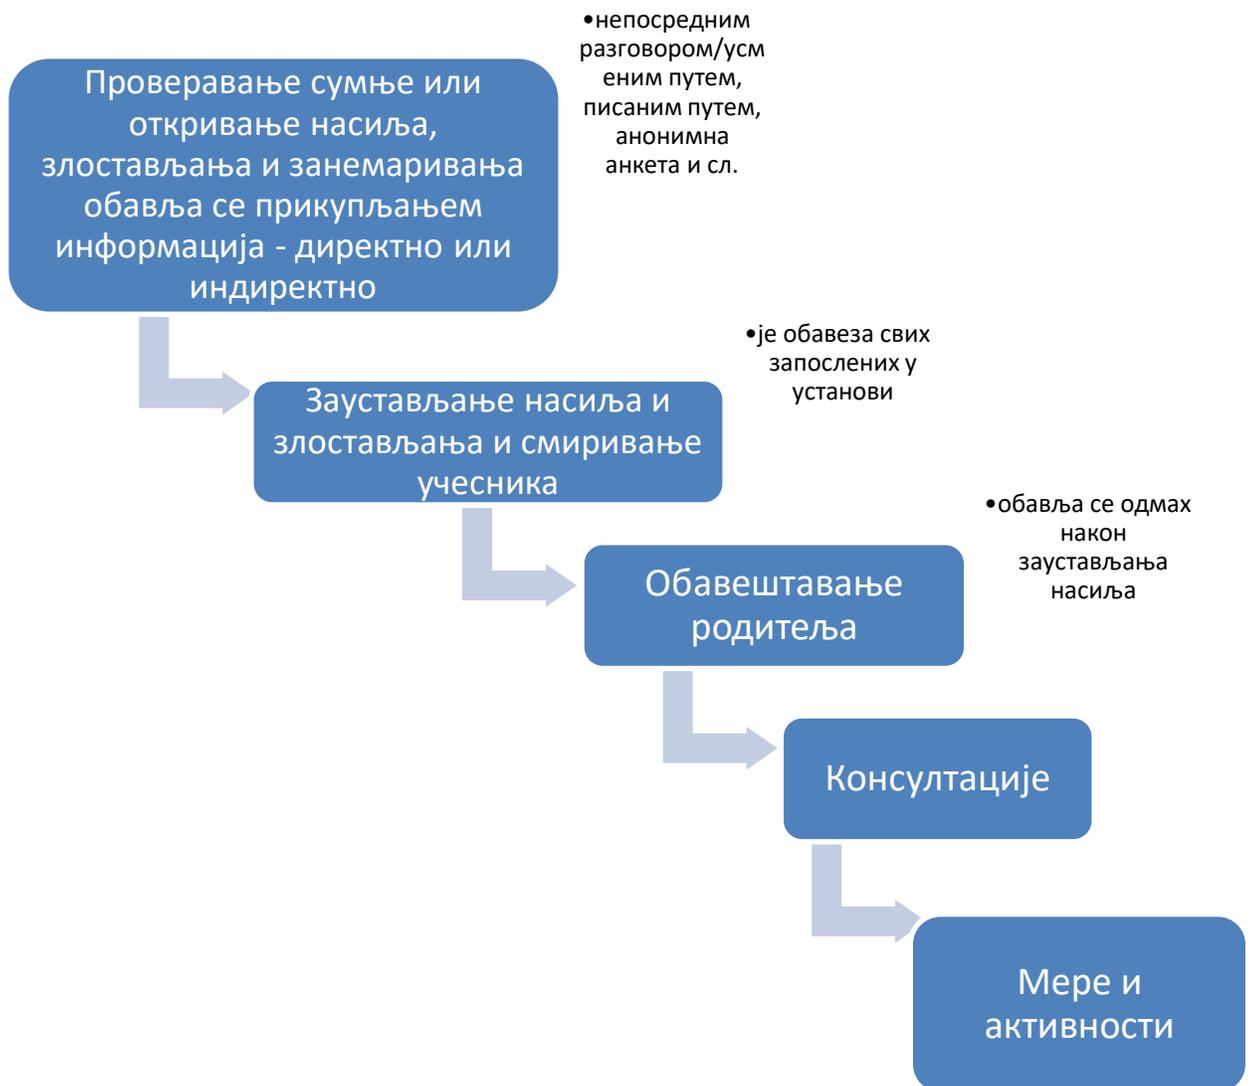 •непосредним
разговором/усм
еним путем,
писаним путем,
анонимна
анкета и сл.
Проверавање сумње или
откривање насиља,
злостављања и занемаривања
обавља се прикупљањем
информација - директно или
индиректно
•је обавеза свих
запослених у
установи
Заустављање насиља и
злостављања и смиривање
учесника
•обавља се одмах
након
заустављања
насиља
Обавештавање
родитеља
Консултације
Мере и
активности